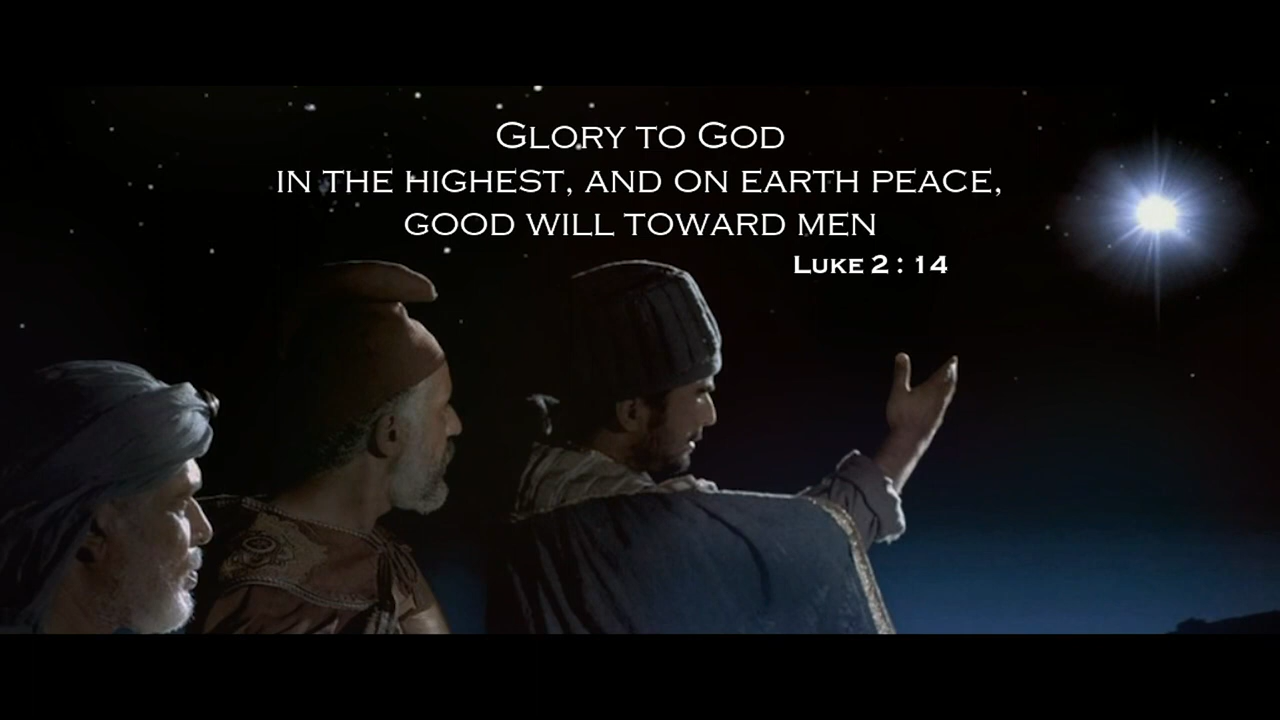 Glory to God
in the highest, and on earth peace,
good will toward men
Luke 2 : 14